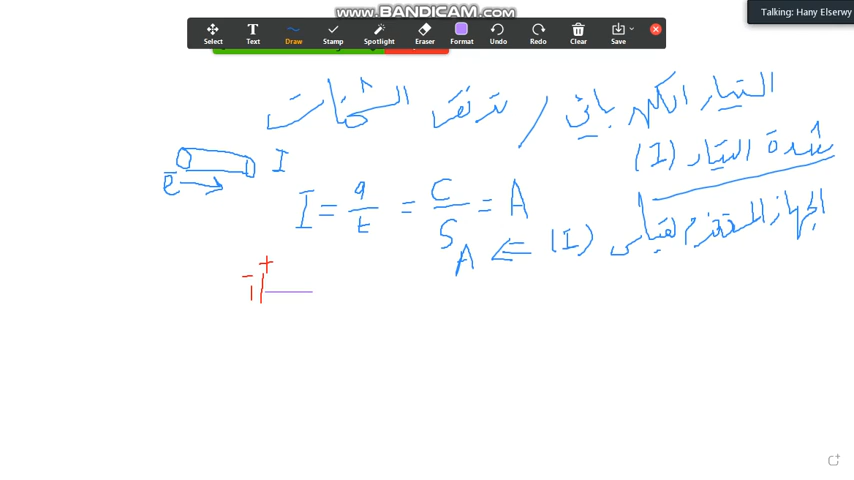 www.BANDICAM.com
Talking: Hany Elserwy
Select Text Draw Stamp Spotlight Eraser Format Undo Redo Clear Save
التيار الكهربائى / تدفق الشحنات
شدة التيار (I)
I
e-
I = q/t = C/S = A
الجهاز المستخدم لقياس (I) ⇐ A
- +